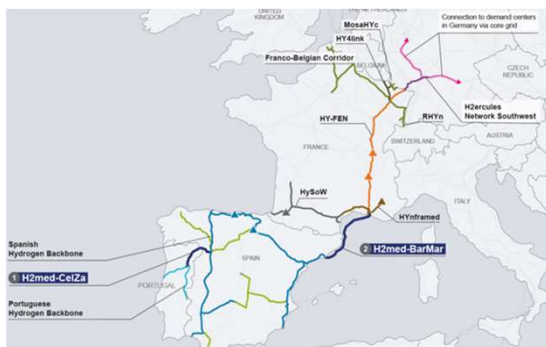 UNITED
KINGDOM
THE NETHERLANDS
MosaHYc
HY4link
Franco-Belgian Corridor
BELGIUM
Connection to demand centers
in Germany via core grid
CZECH
REPUBLIC
H2ercules
Network Southwest
RHYn
HY-FEN
AUSTRIA
SWITZERLAND
FRANCE
HySoW
ITALY
HYnframed
Spanish
Hydrogen Backbone
1 H2med-CelZa
2 H2med-BarMar
SPAIN
PORTUGAL
Portuguese
Hydrogen Backbone